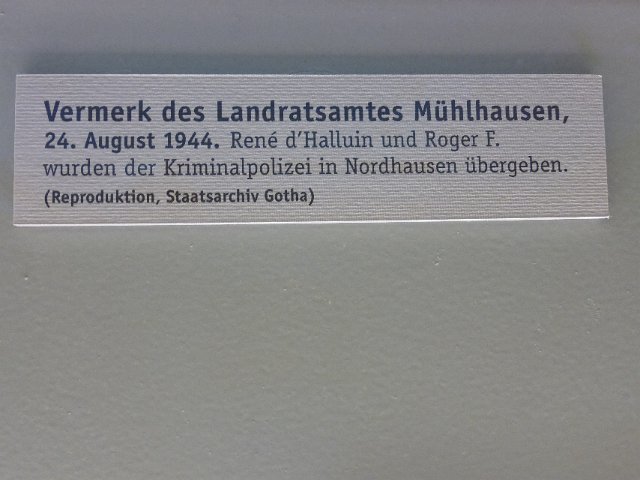 Vermerk des Landratsamtes Mühlhausen,
24. August 1944. René d'Halluin und Roger F.
wurden der Kriminalpolizei in Nordhausen übergeben.
(Reproduktion, Staatsarchiv Gotha)